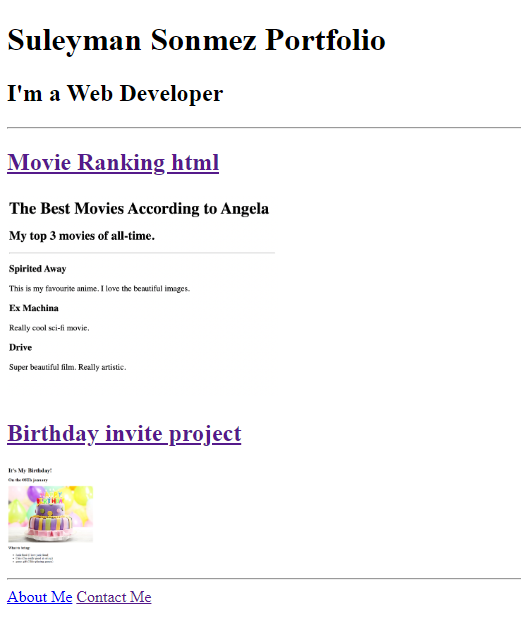 Suleyman Sonmez Portfolio
I'm a Web Developer
Movie Ranking html
The Best Movies According to Angela
My top 3 movies of all-time.
Spirited Away
This is my favourite anime. I love the beautiful images.
Ex Machina
Really cool sci-fi movie.
Drive
Super beautiful film. Really artistic.
Birthday invite project
It's My Birthday!
On the
What to bring:
About Me Contact Me